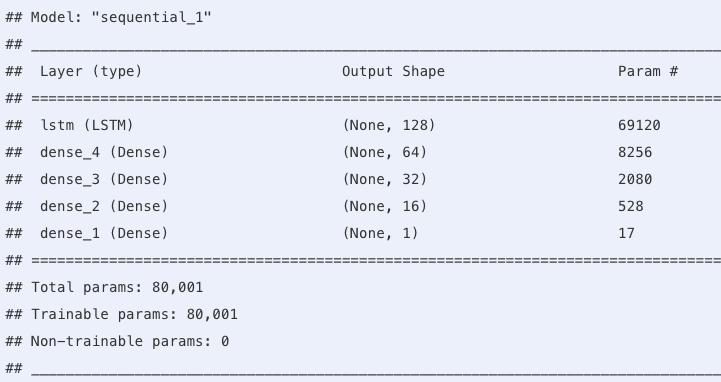 ## Model: "sequential_1"
## ________________________________________________________________________________
##  Layer (type)                       Output Shape                    Param #
## ================================================================================
##  lstm (LSTM)                        (None, 128)                     69120
##  dense_4 (Dense)                    (None, 64)                      8256
##  dense_3 (Dense)                    (None, 32)                      2080
##  dense_2 (Dense)                    (None, 16)                      528
##  dense_1 (Dense)                    (None, 1)                       17
## ================================================================================
## Total params: 80,001
## Trainable params: 80,001
## Non-trainable params: 0
## ________________________________________________________________________________